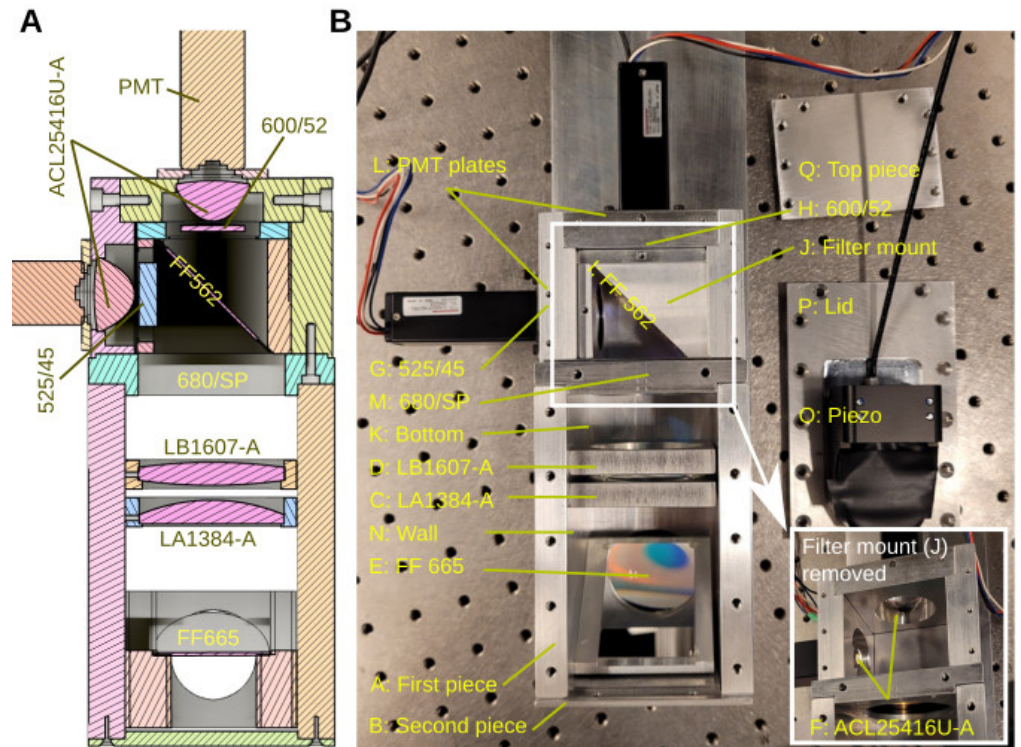 A
B
PMT
ACL25416U-A
600/52
FF562
525/45
680/SP
LB1607-A
LA1384-A
FF665
L: PMT plates
Q: Top piece
H: 600/52
J: Filter mount
I: FF 562
P: Lid
G: 525/45
M: 680/SP
K: Bottom
O: Piezo
D: LB1607-A
C: LA1384-A
N: Wall
E: FF 665
Filter mount (J)
removed
A: First piece
B: Second piece
F: ACL25416U-A